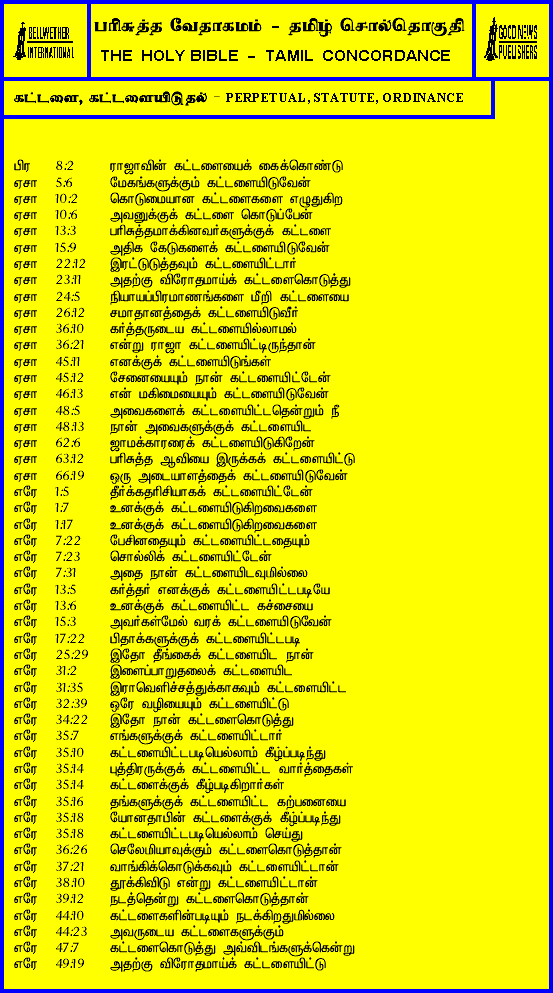 BELLWETHER
INTERNATIONAL
பரிசுத்த வேதாகமம் - தமிழ் சொல்தொகுதி
THE HOLY BIBLE - TAMIL CONCORDANCE
GOOD NEWS
PUBLISHERS
கட்டளை, கட்டளையிடுதல் - PERPETUAL, STATUTE, ORDINANCE
பிர 8:2 ராஜாவின் கட்டளையைக் கைக்கொண்டு
ஏசா 5:6 மேகங்களுக்கும் கட்டளையிடுவேன்
ஏசா 10:2 கொடுமையான கட்டளைகளை எழுதுகிற
ஏசா 10:6 அவனுக்குக் கட்டளை கொடுப்பேன்
ஏசா 13:3 பரிசுத்தமாக்கினவர்களுக்குக் கட்டளை
ஏசா 15:9 அதிக கேடுகளைக் கட்டளையிடுவேன்
ஏசா 22:12 இரட்டுடுத்தவும் கட்டளையிட்டார்
ஏசா 23:11 அதற்கு விரோதமாய்க் கட்டளைகொடுத்து
ஏசா 24:5 நியாயப்பிரமாணங்களை மீறி கட்டளையை
ஏசா 26:12 சமாதானத்தைக் கட்டளையிடுவீர்
ஏசா 36:10 கர்த்தருடைய கட்டளையில்லாமல்
ஏசா 36:21 என்று ராஜா கட்டளையிட்டிருந்தான்
ஏசா 45:11 எனக்குக் கட்டளையிடுங்கள்
ஏசா 45:12 சேனையையும் நான் கட்டளையிட்டேன்
ஏசா 46:13 என் மகிமையையும் கட்டளையிடுவேன்
ஏசா 48:5 அவைகளைக் கட்டளையிட்டதென்றும் நீ
ஏசா 48:13 நான் அவைகளுக்குக் கட்டளையிட
ஏசா 62:6 ஜாமக்காரரைக் கட்டளையிடுகிறேன்
ஏசா 63:12 பரிசுத்த ஆவியை இருக்கக் கட்டளையிட்டு
ஏசா 66:19 ஒரு அடையாளத்தைக் கட்டளையிடுவேன்
எரே 1:5 தீர்க்கதரிசியாகக் கட்டளையிட்டேன்
எரே 1:7 உனக்குக் கட்டளையிடுகிறவைகளை
எரே 1:17 உனக்குக் கட்டளையிடுகிறவைகளை
எரே 7:22 பேசினதையும் கட்டளையிட்டதையும்
எரே 7:23 சொல்லிக் கட்டளையிட்டேன்
எரே 7:31 அதை நான் கட்டளையிடவுமில்லை
எரே 13:5 கர்த்தர் எனக்குக் கட்டளையிட்டபடியே
எரே 13:6 உனக்குக் கட்டளையிட்ட கச்சையை
எரே 15:3 அவர்கள்மேல் வரக் கட்டளையிடுவேன்
எரே 17:22 பிதாக்களுக்குக் கட்டளையிட்டபடி
எரே 25:29 இதோ தீங்கைக் கட்டளையிட நான்
எரே 31:2 இளைப்பாறுதலைக் கட்டளையிட
எரே 31:35 இராவெளிச்சத்துக்காகவும் கட்டளையிட்ட
எரே 32:39 ஒரே வழியையும் கட்டளையிட்டு
எரே 34:22 இதோ நான் கட்டளைகொடுத்து
எரே 35:7 எங்களுக்குக் கட்டளையிட்டார்
எரே 35:10 கட்டளையிட்டபடியெல்லாம் கீழ்ப்படிந்து
எரே 35:14 புத்திரருக்குக் கட்டளையிட்ட வார்த்தைகள்
எரே 35:14 கட்டளைக்குக் கீழ்படிகிறார்கள்
எரே 35:16 தங்களுக்குக் கட்டளையிட்ட கற்பனையை
எரே 35:18 யோனதாபின் கட்டளைக்குக் கீழ்ப்படிந்து
எரே 35:18 கட்டளையிட்டபடியெல்லாம் செய்து
எரே 36:26 செலேமியாவுக்கும் கட்டளைகொடுத்தான்
எரே 37:21 வாங்கிக்கொடுக்கவும் கட்டளையிட்டான்
எரே 38:10 தூக்கிவிடு என்று கட்டளையிட்டான்
எரே 39:12 நடத்தென்று கட்டளைகொடுத்தான்
எரே 44:10 கட்டளைகளின்படியும் நடக்கிறதுமில்லை
எரே 44:23 அவருடைய கட்டளைகளுக்கும்
எரே 47:7 கட்டளைகொடுத்து அவ்விடங்களுக்கென்று
எரே 49:19 அதற்கு விரோதமாய்க் கட்டளையிட்டு